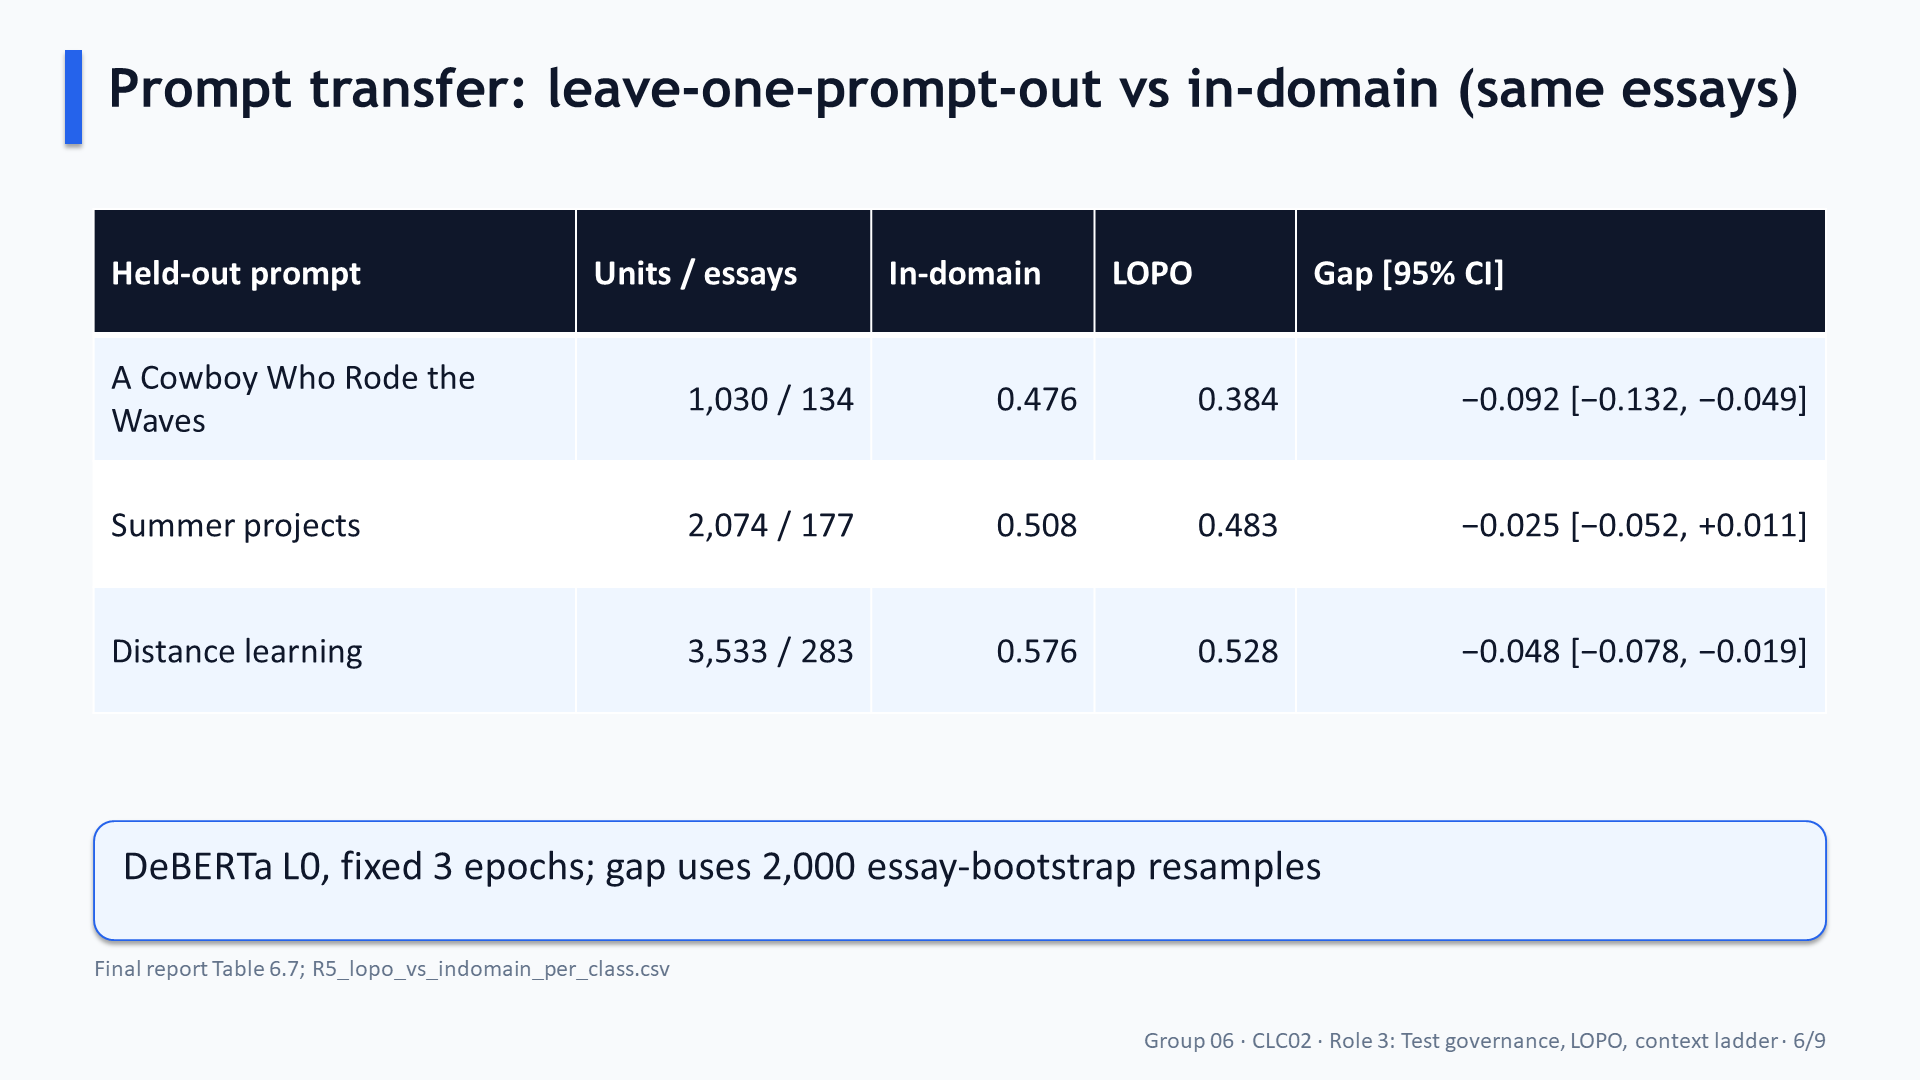 Prompt transfer: leave-one-prompt-out vs in-domain (same essays)
Held-out prompt Units / essays In-domain LOPO Gap [95% CI]
A Cowboy Who Rode the
Waves
1,030 / 134 0.476 0.384 −0.092 [−0.132, −0.049]
Summer projects 2,074 / 177 0.508 0.483 −0.025 [−0.052, +0.011]
Distance learning 3,533 / 283 0.576 0.528 −0.048 [−0.078, −0.019]
DeBERTa L0, fixed 3 epochs; gap uses 2,000 essay-bootstrap resamples
Final report Table 6.7; R5_lopo_vs_indomain_per_class.csv
Group 06 · CLC02 · Role 3: Test governance, LOPO, context ladder · 6/9